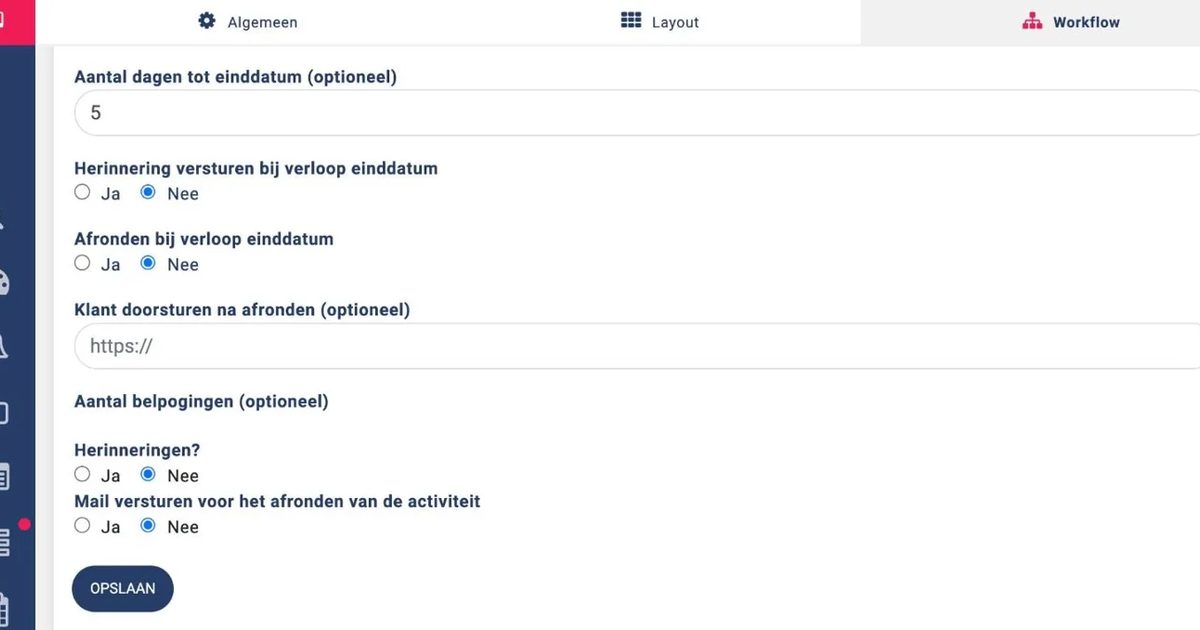 Algemeen
Layout
Workflow
Aantal dagen tot einddatum (optioneel)
5
Herinnering versturen bij verloop einddatum
Ja Nee
Afronden bij verloop einddatum
Ja Nee
Klant doorsturen na afronden (optioneel)
https://
Aantal belpogingen (optioneel)
Herinneringen?
Ja Nee
Mail versturen voor het afronden van de activiteit
Ja Nee
OPSLAAN